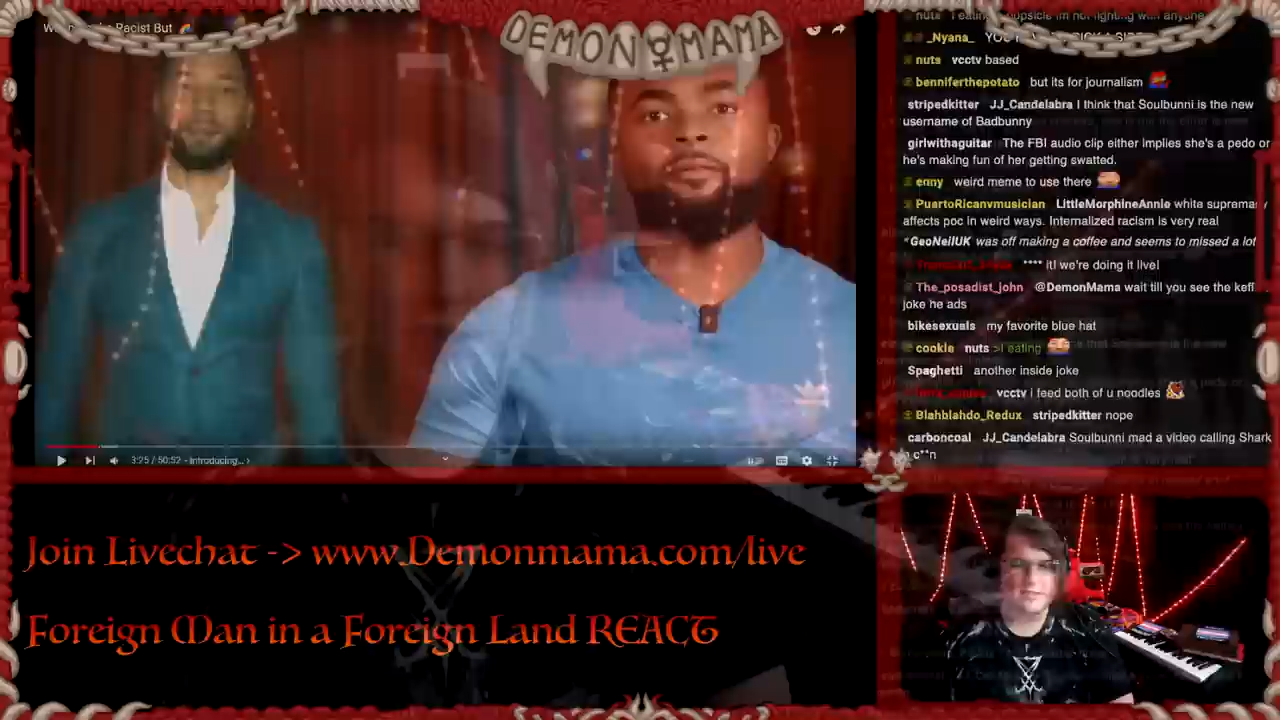 Racist But
DEMON MAMA
3:25 / 50:52 • Introducing... ›
Join Livechat -> www.Demonmama.com/live
Foreign Man in a Foreign Land REACT
_Nyana_
nuts vcctv based
benniferthepotato but its for journalism
stripedkitter JJ_Candelabra I think that Soulbunni is the new
username of Badbunny
girlwithaguitar The FBI audio clip either implies she's a pedo or
he's making fun of her getting swatted.
enny weird meme to use there
PuertoRicanvmusician LittleMorphineAnnie white supremacy
affects poc in weird ways. Internalized racism is very real
*GeoNeilUK was off making a coffee and seems to missed a lot
**** it! we're doing it live!
The_posadist_john @DemonMama wait till you see the keff
joke he ads
bikesexuals my favorite blue hat
cookie nuts >I eating
Spaghetti another inside joke
vcctv i feed both of u noodles
Blahblahdo_Redux stripedkitter nope
carboncoal JJ_Candelabra Soulbunni mad a video calling Shark
c**n